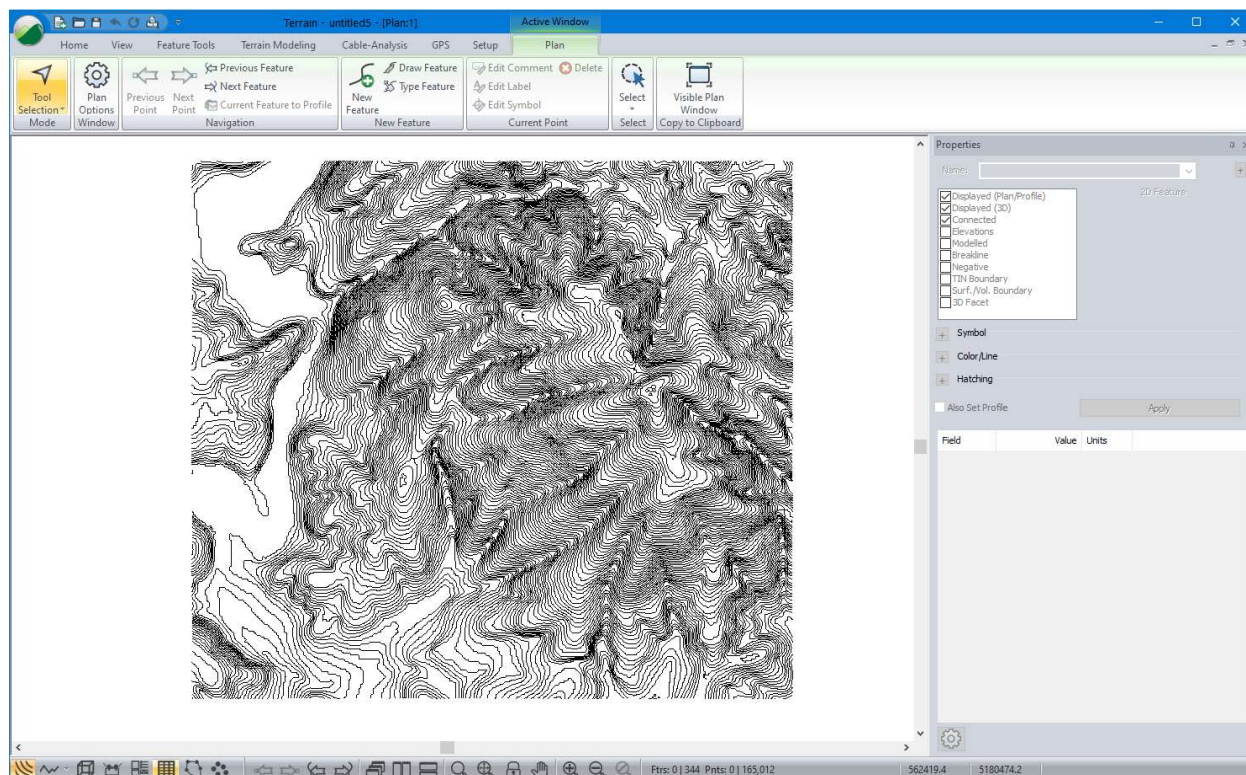 Terrain - untitled5 - [Plan:1]
Active Window
Home View Feature Tools Terrain Modeling Cable-Analysis GPS Setup Plan
Tool Selection
Mode
Plan Options
Window
Previous Point
Next Point
Previous Feature
Next Feature
Current Feature to Profile
Navigation
New Feature
Draw Feature
Type Feature
New Feature
Edit Comment
Delete
Edit Label
Edit Symbol
Current Point
Select
Select
Visible Plan Window
Copy to Clipboard
Properties
Name:
2D Feature
Displayed (Plan/Profile)
Displayed (3D)
Connected
Elevations
Modelled
Breakline
Negative
TIN Boundary
Surf./Vol. Boundary
3D Facet
Symbol
Color/Line
Hatching
Also Set Profile
Apply
Field Value Units
Ftrs: 0 | 344 Pnts: 0 | 165,012
562419.4 5180474.2